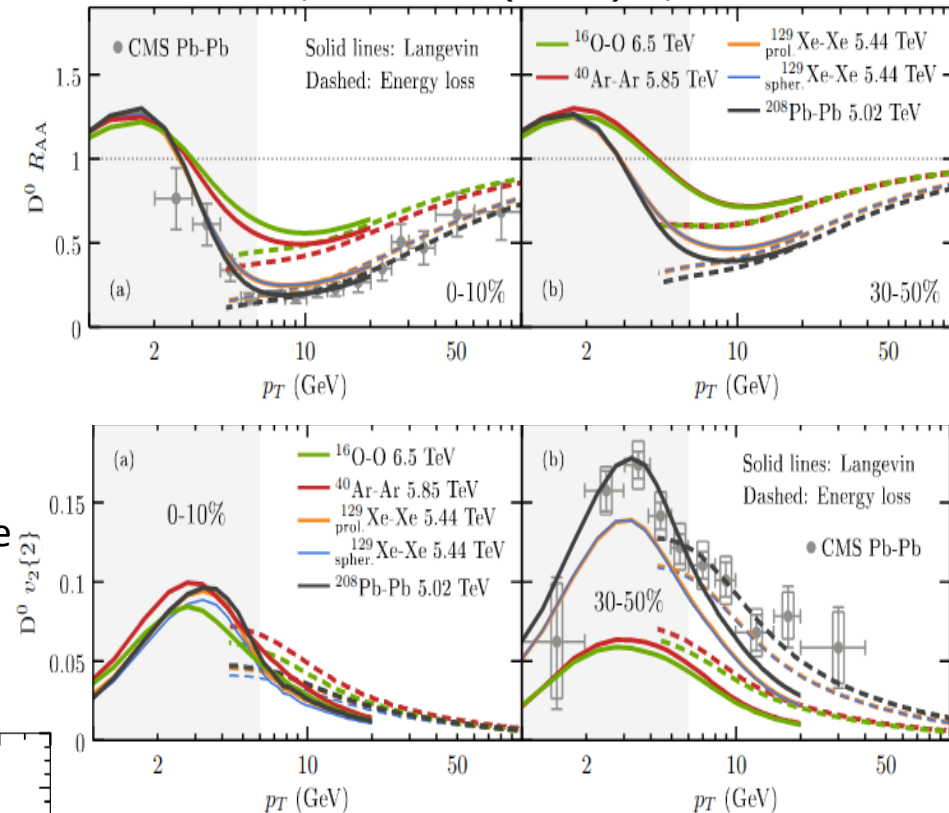 CMS Pb-Pb
Solid lines: Langevin
Dashed: Energy loss
¹⁶O-O 6.5 TeV
⁴⁰Ar-Ar 5.85 TeV
¹²⁹prol.Xe-Xe 5.44 TeV
¹²⁹spher.Xe-Xe 5.44 TeV
²⁰⁸Pb-Pb 5.02 TeV
D⁰ R_AA
1.5
1
0.5
0
(a)
0-10%
(b)
30-50%
2 10 50
2 10 50
p_T (GeV)
p_T (GeV)
e
(a)
0-10%
¹⁶O-O 6.5 TeV
⁴⁰Ar-Ar 5.85 TeV
¹²⁹prol.Xe-Xe 5.44 TeV
¹²⁹spher.Xe-Xe 5.44 TeV
²⁰⁸Pb-Pb 5.02 TeV
(b)
Solid lines: Langevin
Dashed: Energy loss
CMS Pb-Pb
30-50%
D⁰ v₂{2}
0.15
0.1
0.05
0
2 10 50
2 10 50
p_T (GeV)
p_T (GeV)